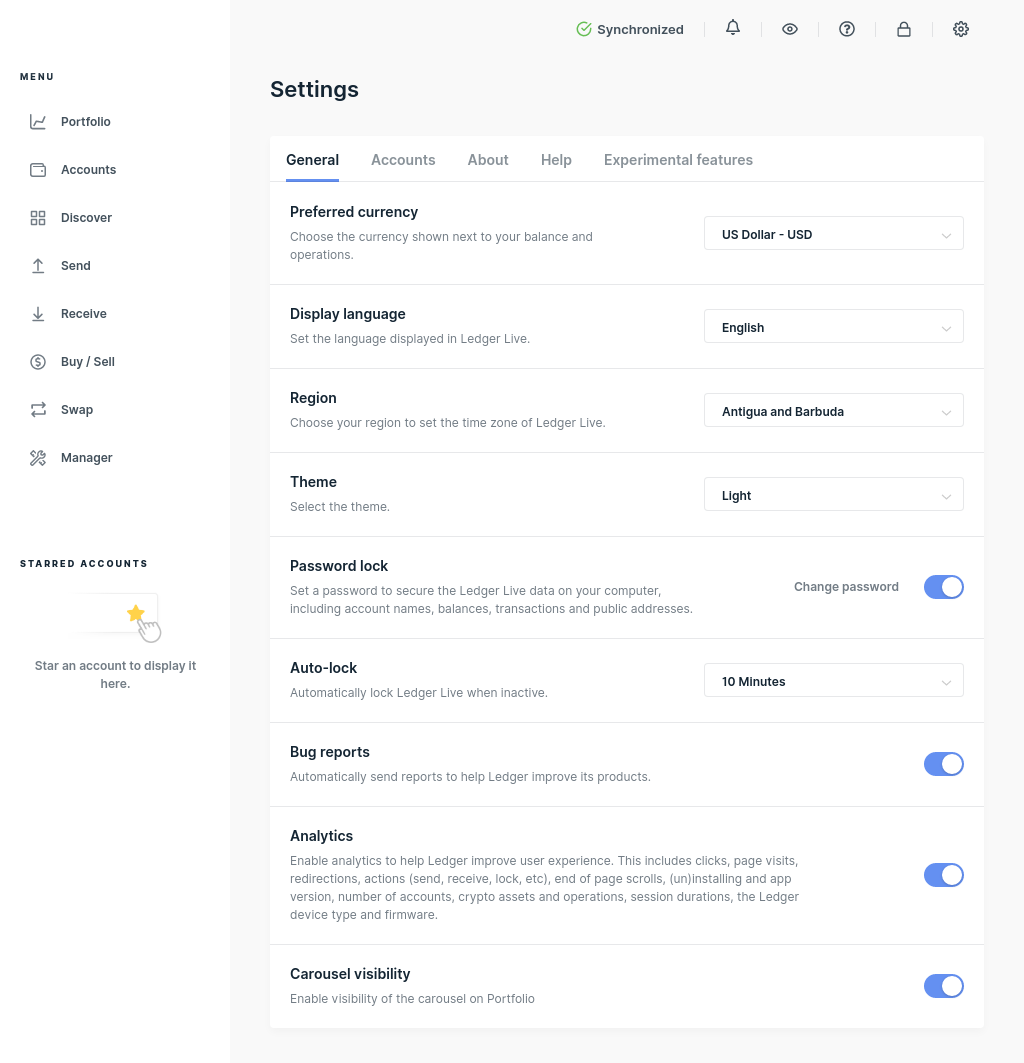 Synchronized
MENU
Portfolio
Accounts
Discover
Send
Receive
Buy / Sell
Swap
Manager
STARRED ACCOUNTS
Star an account to display it
here.
Settings
General
Accounts
About
Help
Experimental features
Preferred currency
Choose the currency shown next to your balance and
operations.
US Dollar - USD
Display language
Set the language displayed in Ledger Live.
English
Region
Choose your region to set the time zone of Ledger Live.
Antigua and Barbuda
Theme
Select the theme.
Light
Password lock
Set a password to secure the Ledger Live data on your computer,
including account names, balances, transactions and public addresses.
Change password
Auto-lock
Automatically lock Ledger Live when inactive.
10 Minutes
Bug reports
Automatically send reports to help Ledger improve its products.
Analytics
Enable analytics to help Ledger improve user experience. This includes clicks, page visits,
redirections, actions (send, receive, lock, etc), end of page scrolls, (un)installing and app
version, number of accounts, crypto assets and operations, session durations, the Ledger
device type and firmware.
Carousel visibility
Enable visibility of the carousel on Portfolio